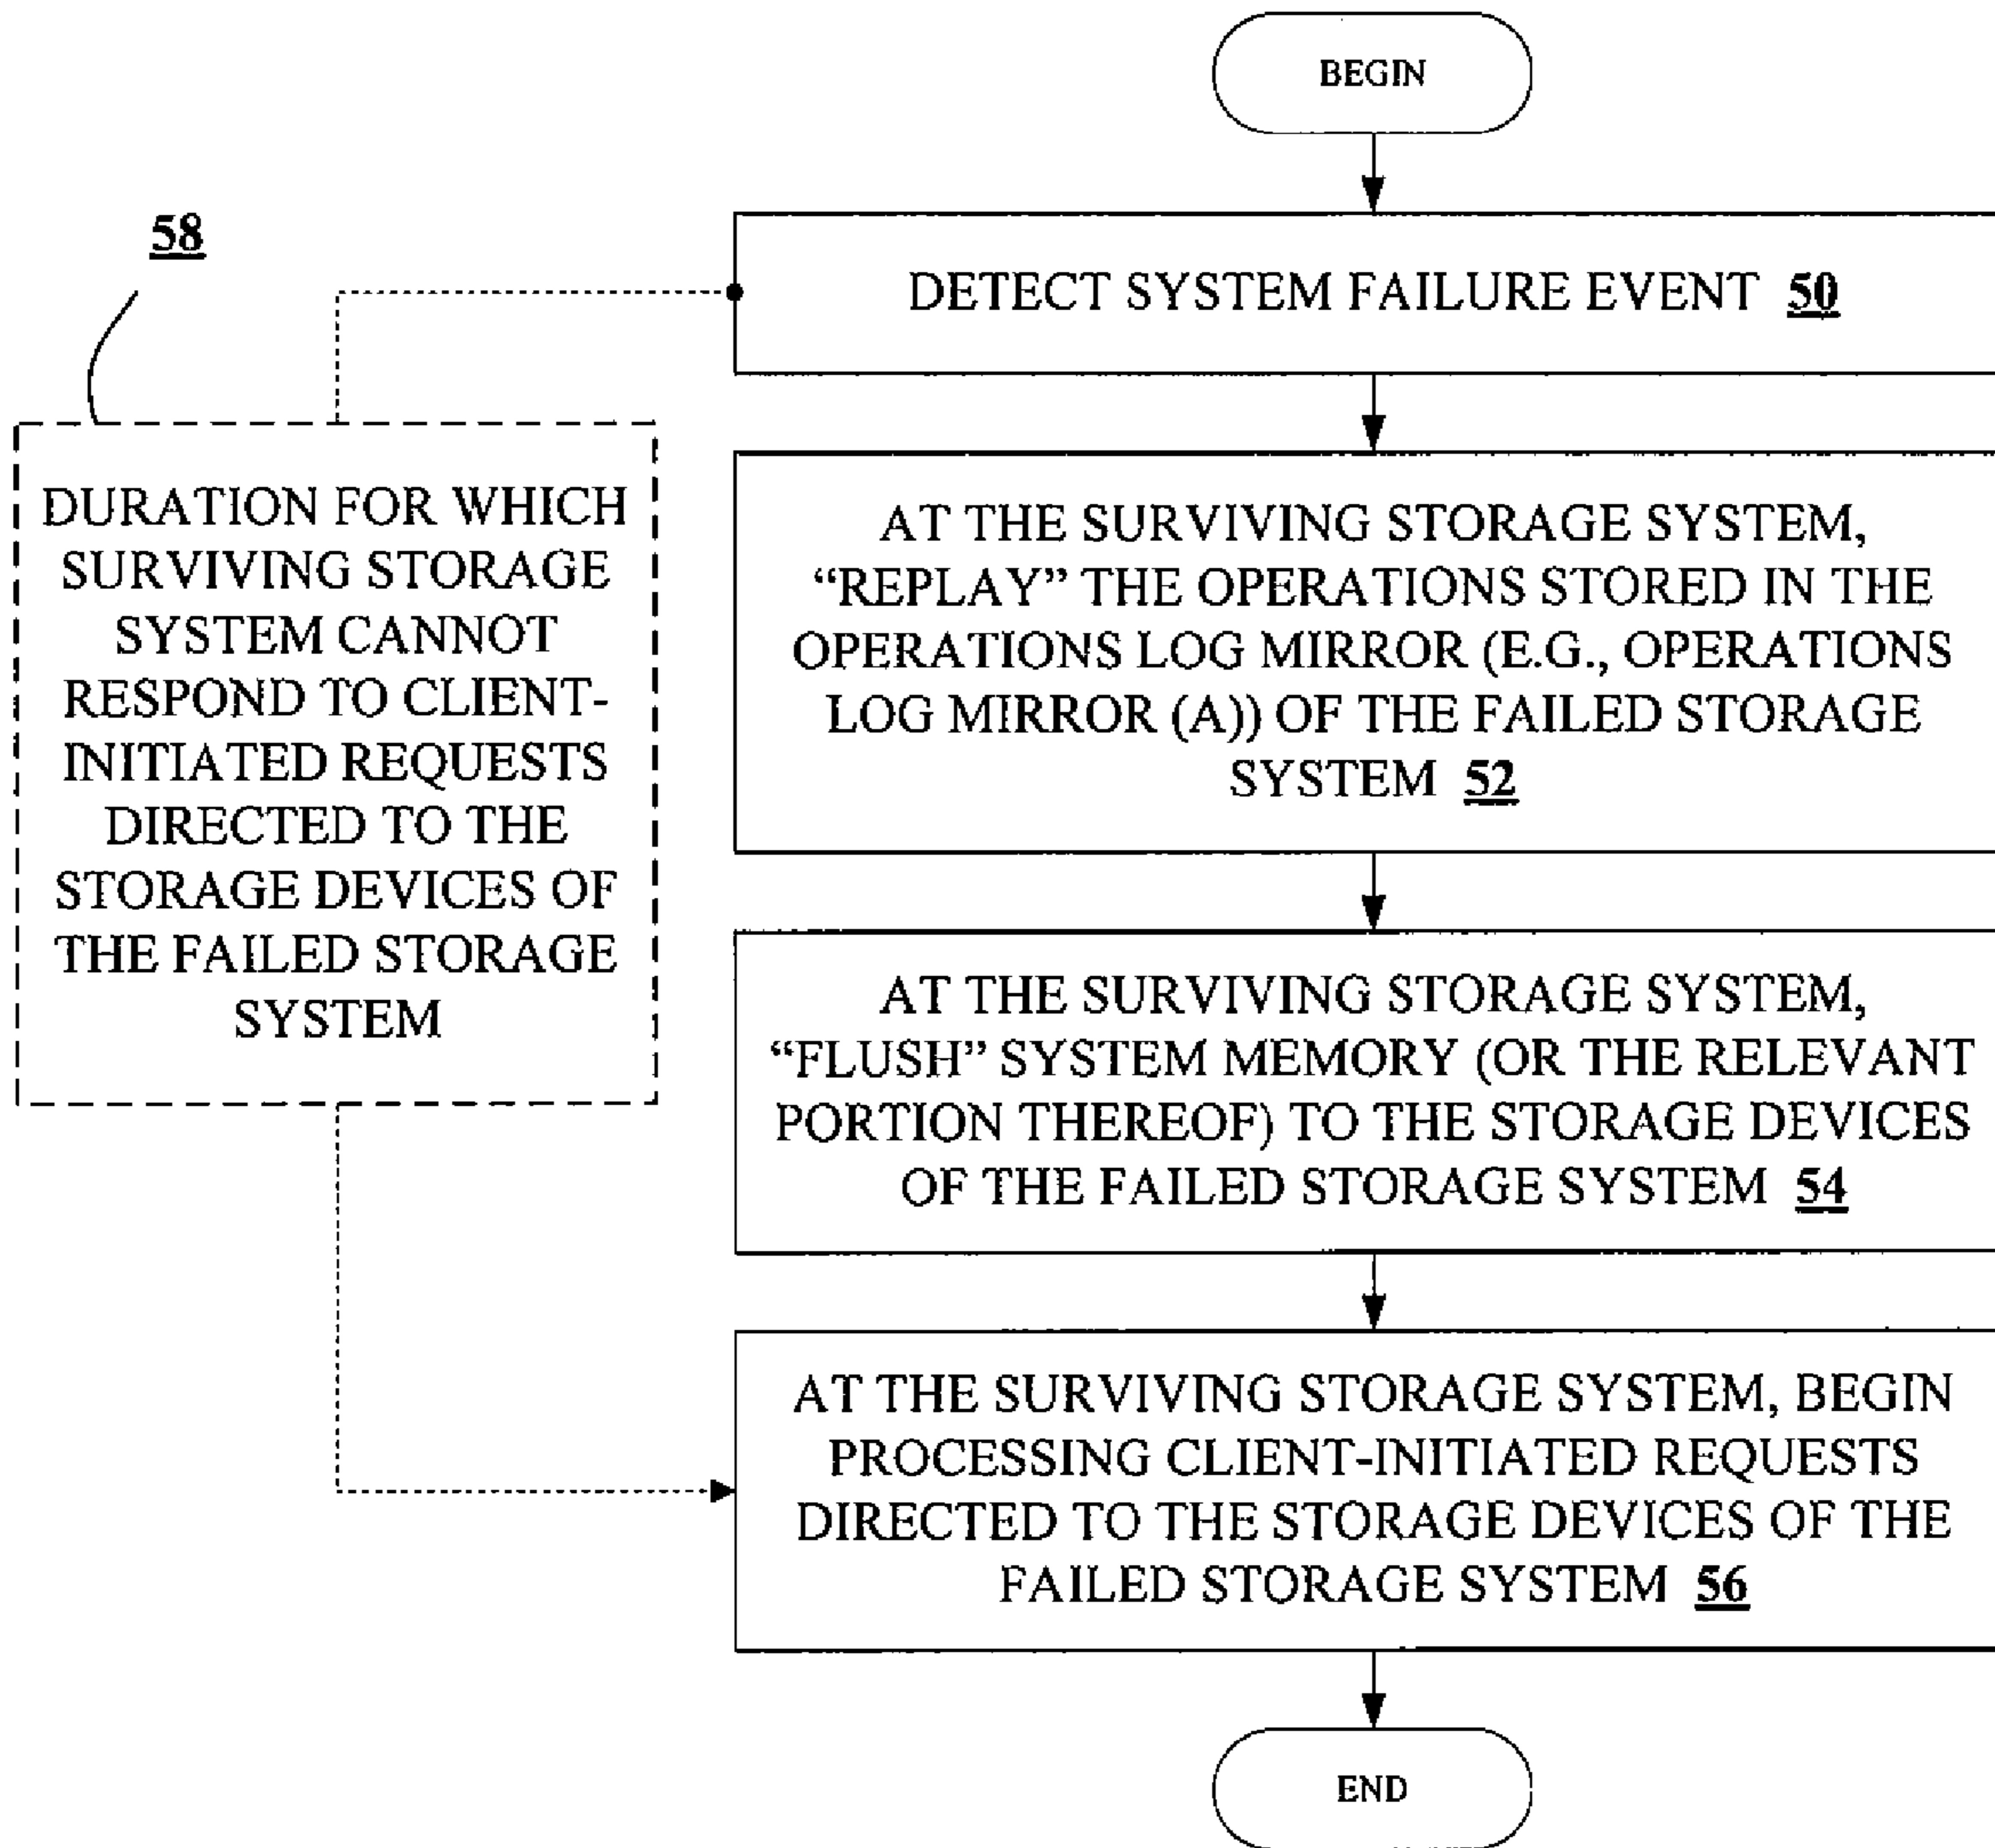 BEGIN
58
DETECT SYSTEM FAILURE EVENT 50
DURATION FOR WHICH
SURVIVING STORAGE
SYSTEM CANNOT
RESPOND TO CLIENT-
INITIATED REQUESTS
DIRECTED TO THE
STORAGE DEVICES OF
THE FAILED STORAGE
SYSTEM
AT THE SURVIVING STORAGE SYSTEM,
“REPLAY” THE OPERATIONS STORED IN THE
OPERATIONS LOG MIRROR (E.G., OPERATIONS
LOG MIRROR (A)) OF THE FAILED STORAGE
SYSTEM 52
AT THE SURVIVING STORAGE SYSTEM,
“FLUSH” SYSTEM MEMORY (OR THE RELEVANT
PORTION THEREOF) TO THE STORAGE DEVICES
OF THE FAILED STORAGE SYSTEM 54
AT THE SURVIVING STORAGE SYSTEM, BEGIN
PROCESSING CLIENT-INITIATED REQUESTS
DIRECTED TO THE STORAGE DEVICES OF THE
FAILED STORAGE SYSTEM 56
END